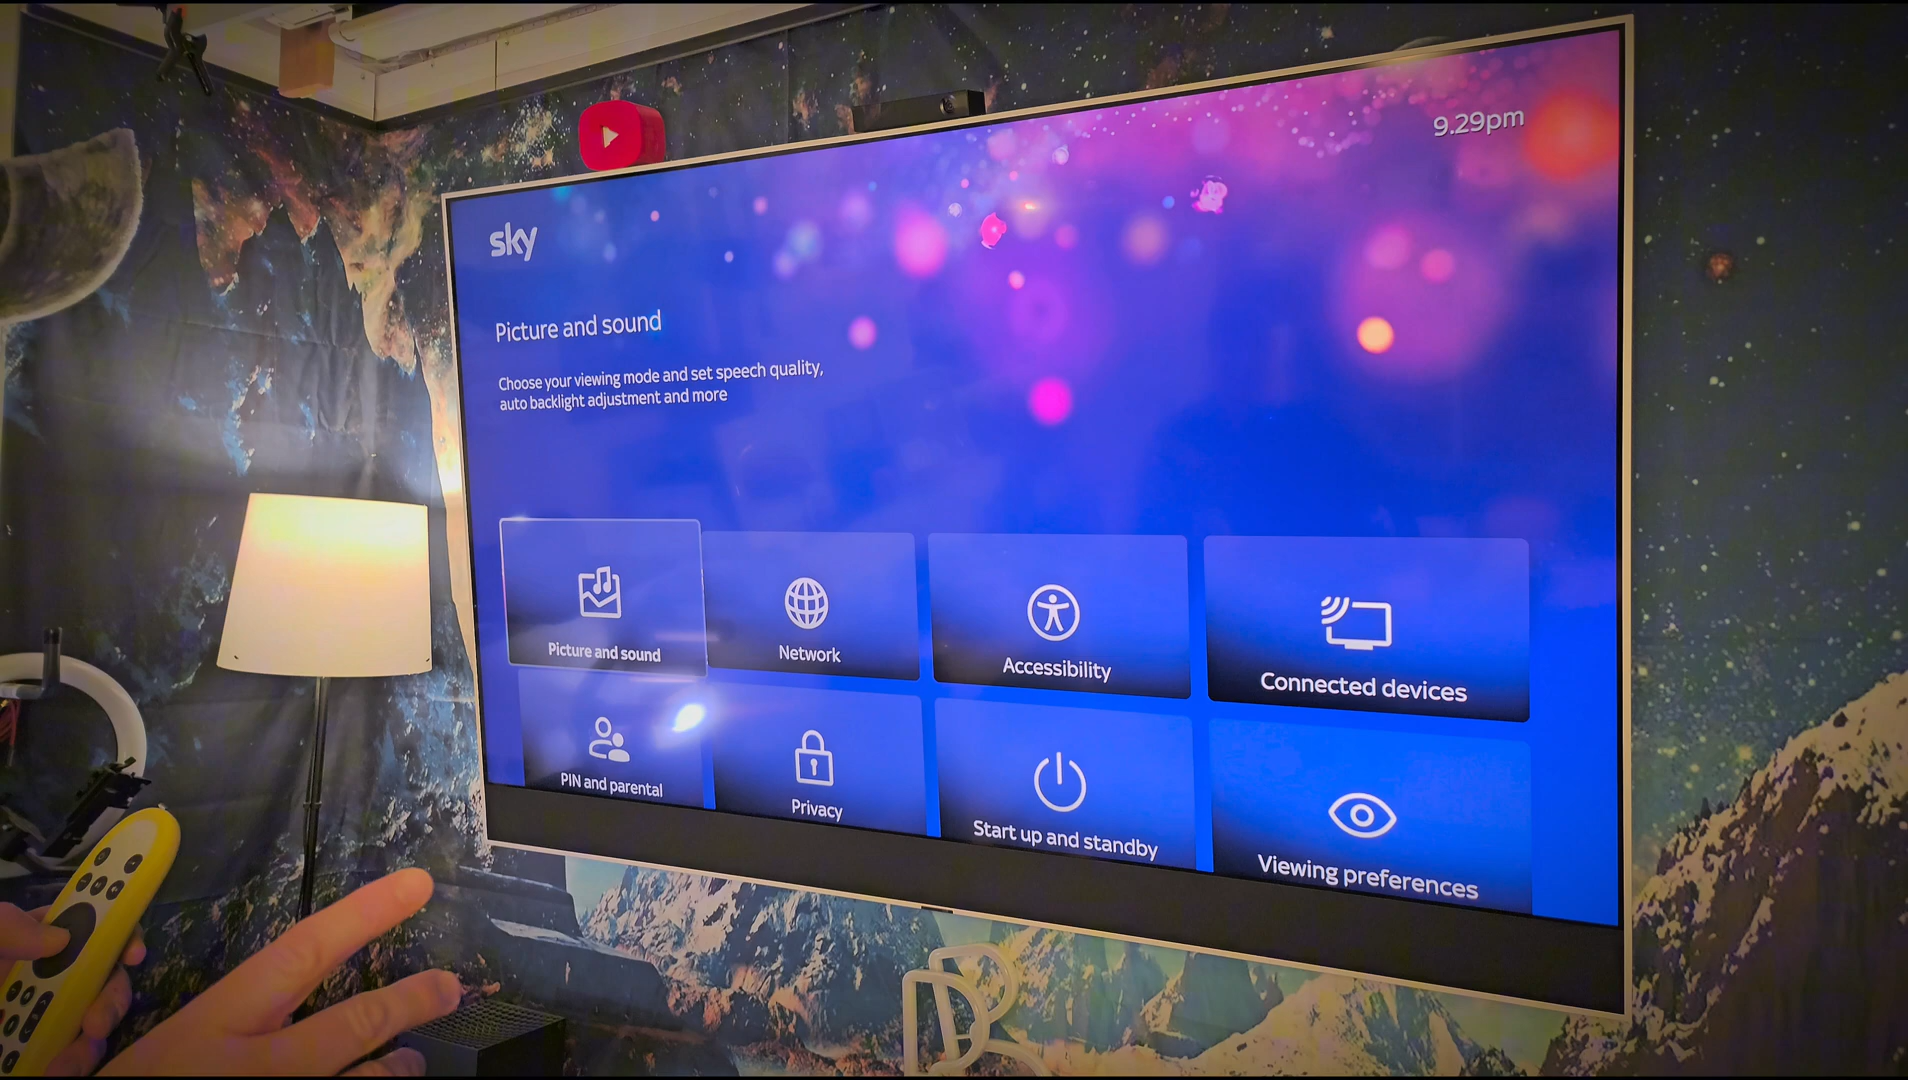 9.29pm
sky
Picture and sound
Choose your viewing mode and set speech quality,
auto backlight adjustment and more
Picture and sound
Network
Accessibility
Connected devices
PIN and parental
Privacy
Start up and standby
Viewing preferences